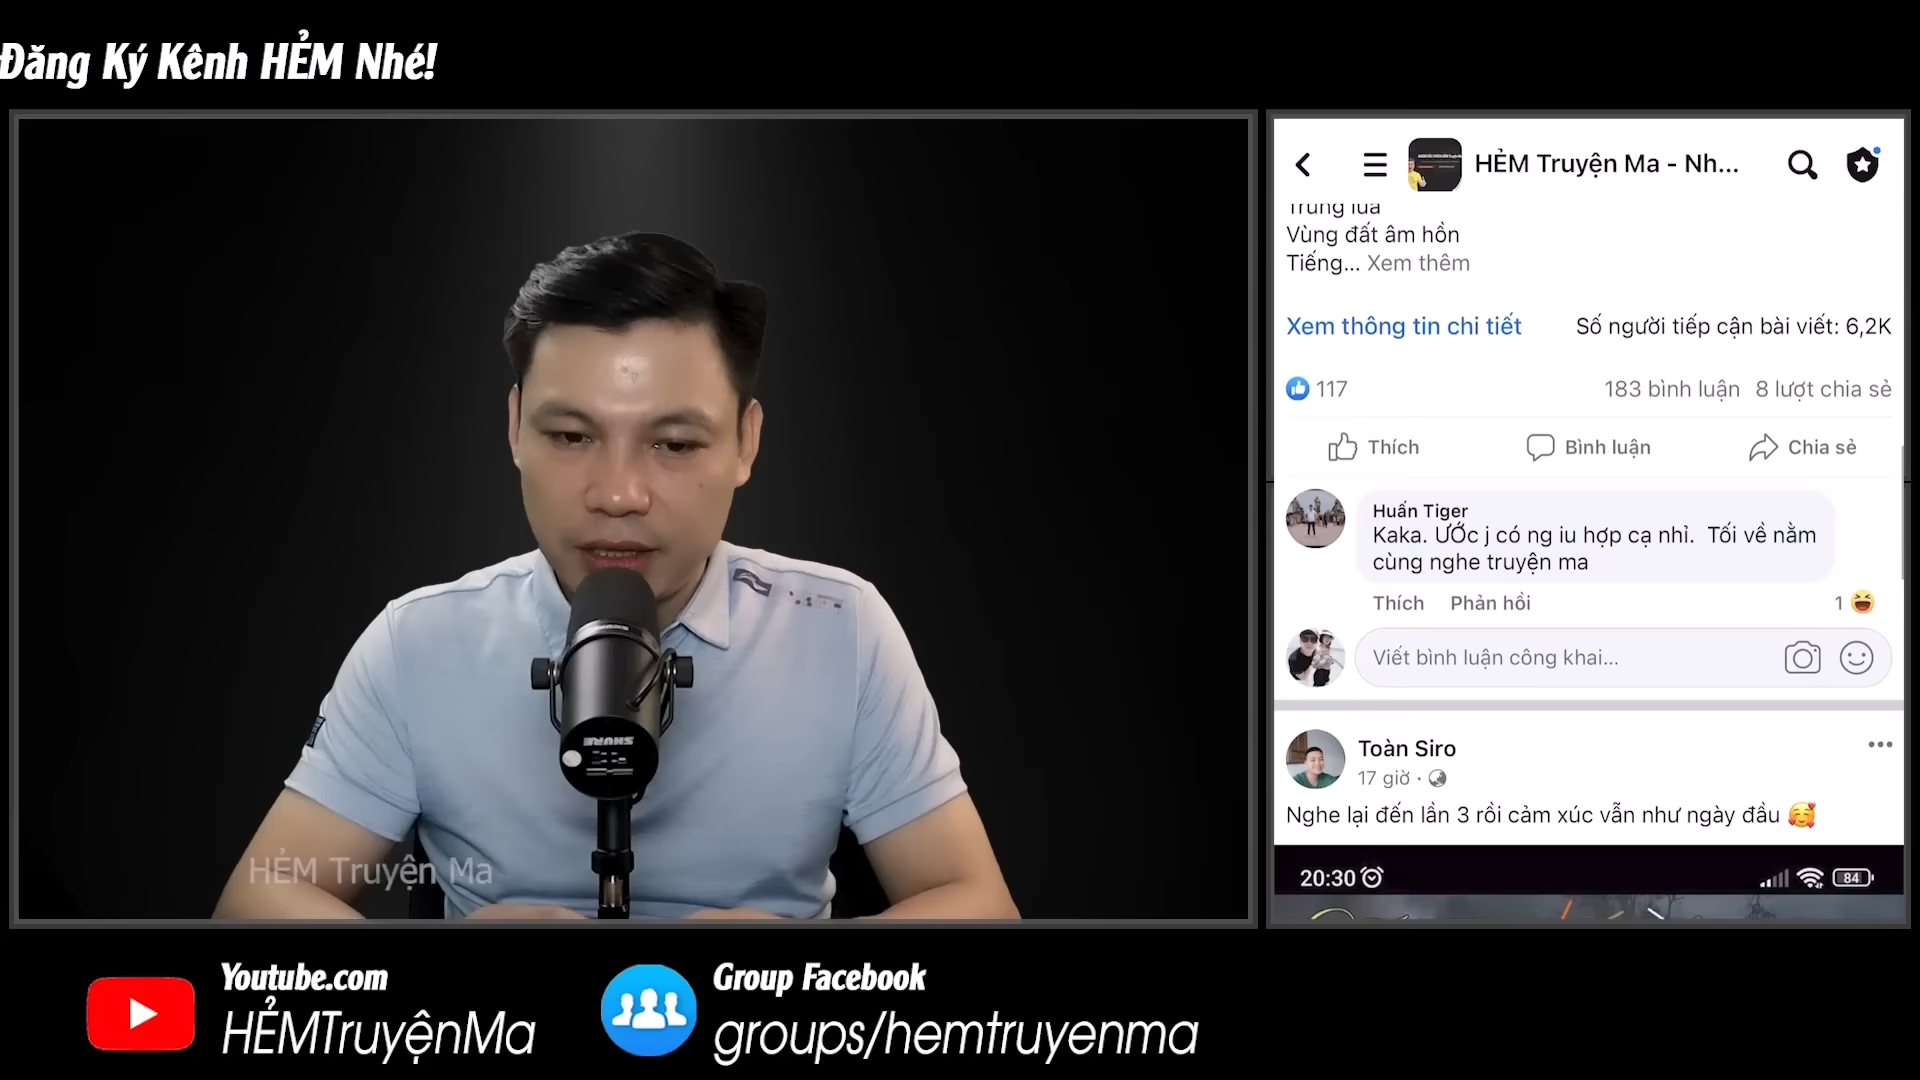 Đăng Ký Kênh HẺM Nhé!
HẺM Truyện Ma - Nh...
Trứng lúa
Vùng đất âm hồn
Tiếng... Xem thêm
Xem thông tin chi tiết
Số người tiếp cận bài viết: 6,2K
117
183 bình luận 8 lượt chia sẻ
Thích
Bình luận
Chia sẻ
Huấn Tiger
Kaka. ƯỚc j có ng iu hợp cạ nhỉ. Tối về nằm
cùng nghe truyện ma
Thích Phản hồi
1
Viết bình luận công khai...
Toàn Siro
17 giờ ·
Nghe lại đến lần 3 rồi cảm xúc vẫn như ngày đầu 🥰
20:30
84
SHURE
HẺM Truyện Ma
Youtube.com
HẺMTruyệnMa
Group Facebook
groups/hemtruyenma